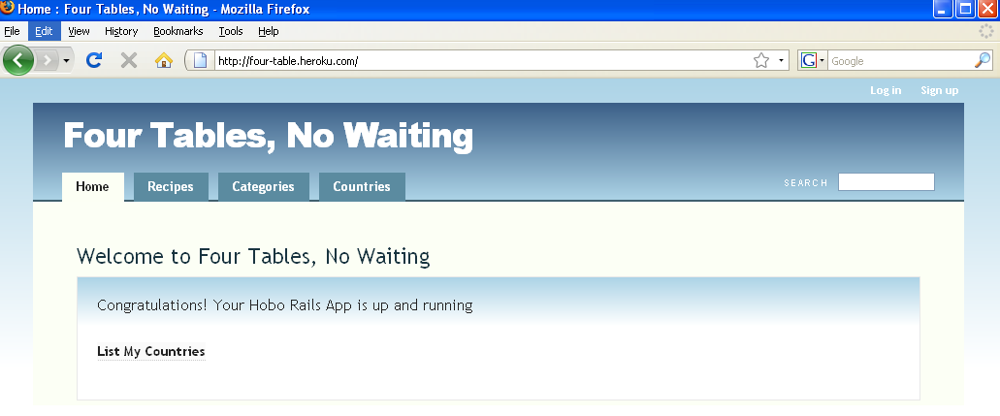 Home : Four Tables, No Waiting - Mozilla Firefox
File Edit View History Bookmarks Tools Help
http://four-table.heroku.com/ G Google
Log in Sign up
Four Tables, No Waiting
Home Recipes Categories Countries SEARCH
Welcome to Four Tables, No Waiting
Congratulations! Your Hobo Rails App is up and running
List My Countries